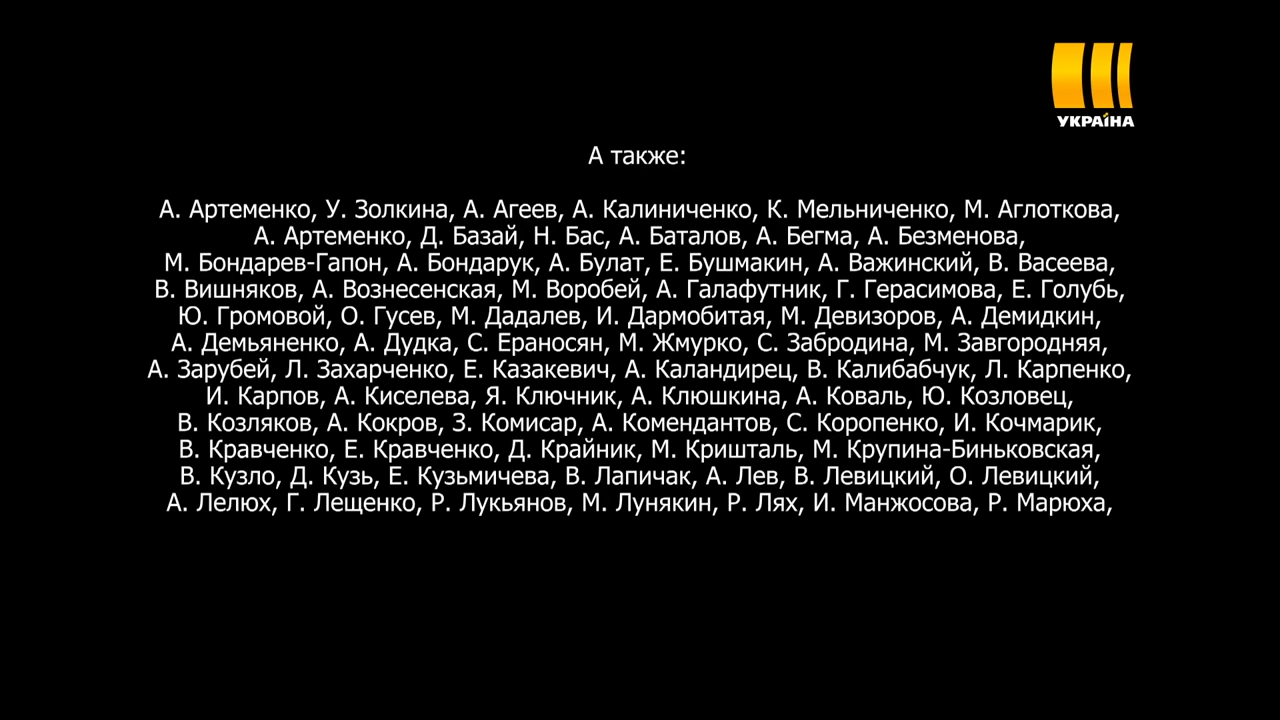 УКРАЇНА
А также:
А. Артеменко, У. Золкина, А. Агеев, А. Калиниченко, К. Мельниченко, М. Аглоткова,
А. Артеменко, Д. Базай, Н. Бас, А. Баталов, А. Бегма, А. Безменова,
М. Бондарев-Гапон, А. Бондарук, А. Булат, Е. Бушмакин, А. Важинский, В. Васеева,
В. Вишняков, А. Вознесенская, М. Воробей, А. Галафутник, Г. Герасимова, Е. Голубь,
Ю. Громовой, О. Гусев, М. Дадалев, И. Дармобитая, М. Девизоров, А. Демидкин,
А. Демьяненко, А. Дудка, С. Ераносян, М. Жмурко, С. Забродина, М. Завгородняя,
А. Зарубей, Л. Захарченко, Е. Казакевич, А. Каландирец, В. Калибабчук, Л. Карпенко,
И. Карпов, А. Киселева, Я. Ключник, А. Клюшкина, А. Коваль, Ю. Козловец,
В. Козляков, А. Кокров, З. Комисар, А. Комендантов, С. Коропенко, И. Кочмарик,
В. Кравченко, Е. Кравченко, Д. Крайник, М. Кришталь, М. Крупина-Биньковская,
В. Кузло, Д. Кузь, Е. Кузьмичева, В. Лапичак, А. Лев, В. Левицкий, О. Левицкий,
А. Лелюх, Г. Лещенко, Р. Лукьянов, М. Лунякин, Р. Лях, И. Манжосова, Р. Марюха,